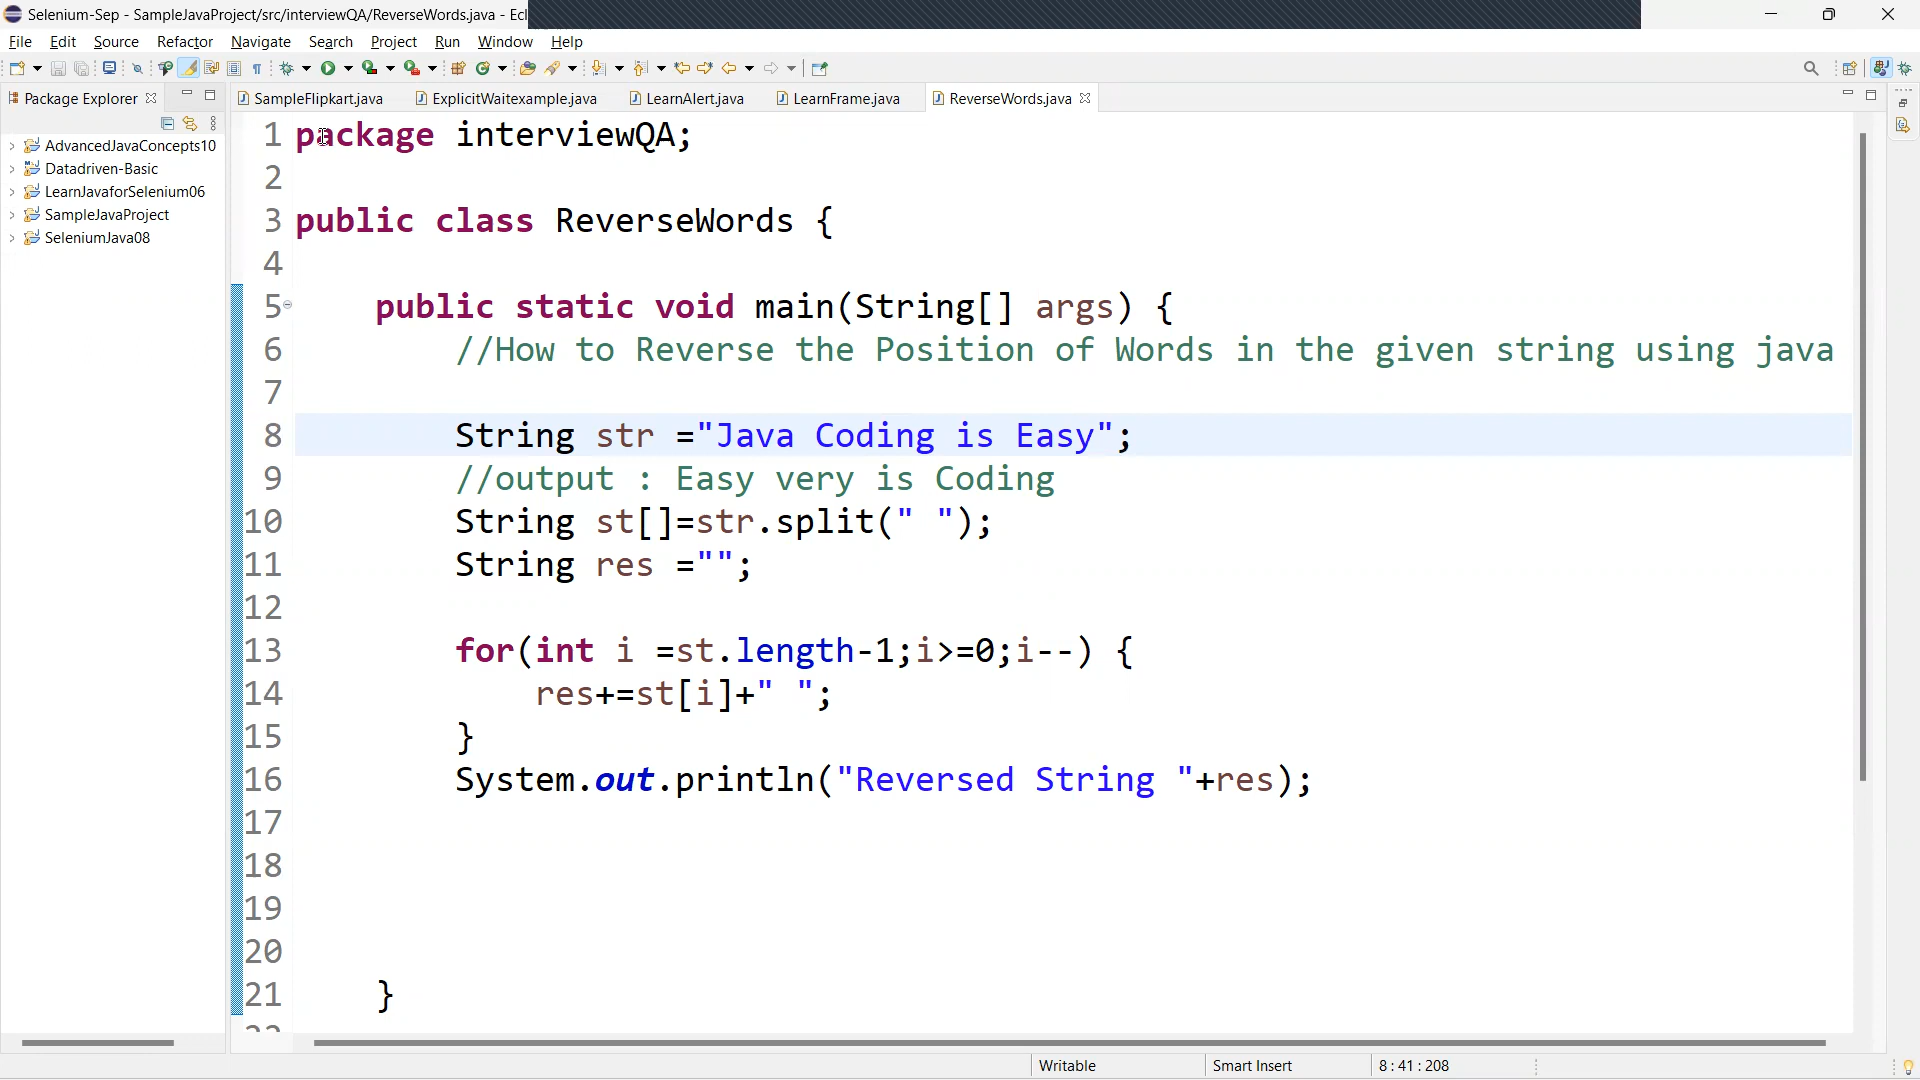 Selenium-Sep - SampleJavaProject/src/interviewQA/ReverseWords.java - Ecl
File Edit Source Refactor Navigate Search Project Run Window Help
Package Explorer
SampleFlipkart.java ExplicitWaitexample.java LearnAlert.java LearnFrame.java ReverseWords.java
AdvancedJavaConcepts10
Datadriven-Basic
LearnJavaforSelenium06
SampleJavaProject
SeleniumJava08
1 package interviewQA;
2
3 public class ReverseWords {
4
5 public static void main(String[] args) {
6 //How to Reverse the Position of Words in the given string using java
7
8 String str ="Java Coding is Easy";
9 //output : Easy very is Coding
10 String st[]=str.split(" ");
11 String res ="";
12
13 for(int i =st.length-1;i>=0;i--) {
14 res+=st[i]+" ";
15 }
16 System.out.println("Reversed String "+res);
17
18
19
20
21 }
Writable Smart Insert 8 : 41 : 208